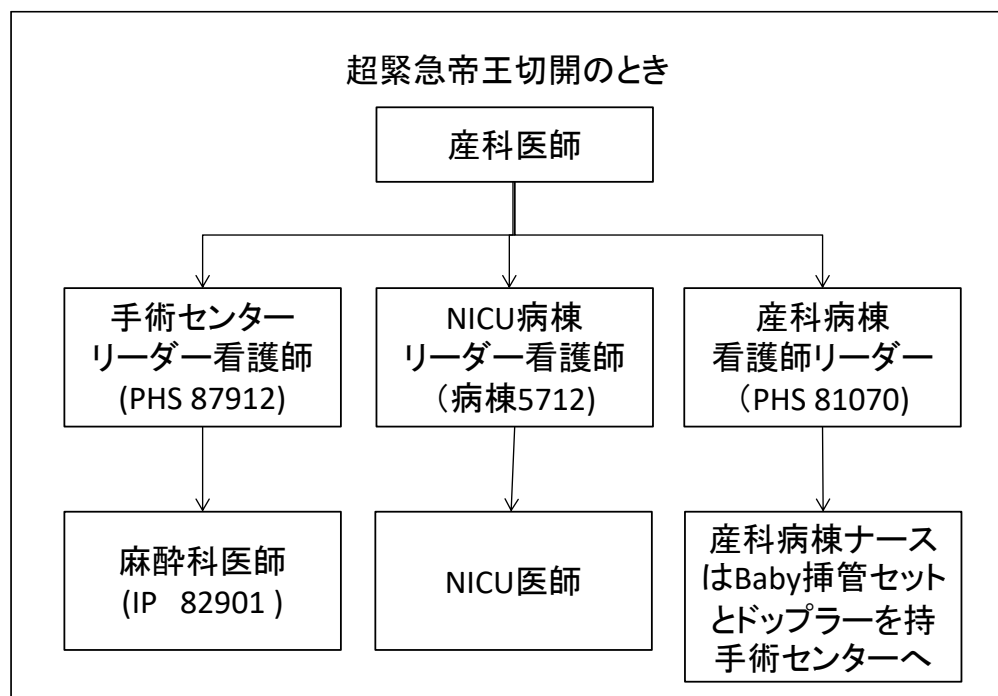 超緊急帝王切開のとき
産科医師
手術センター
リーダー看護師
(PHS 87912)
NICU病棟
リーダー看護師
（病棟5712)
産科病棟
看護師リーダー
（PHS 81070)
麻酔科医師
(IP 82901 )
NICU医師
産科病棟ナース
はBaby挿管セット
とドップラーを持
手術センターへ